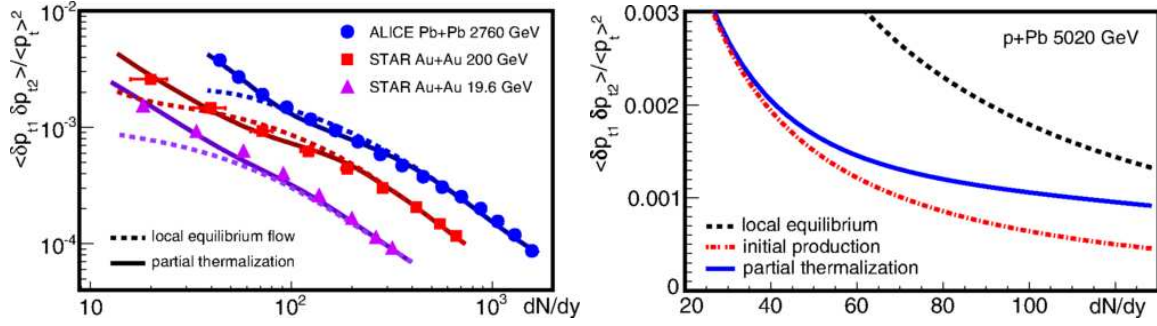 <δp_t1 δp_t2>/<p_t>²
10⁻²
10⁻³
10⁻⁴
ALICE Pb+Pb 2760 GeV
STAR Au+Au 200 GeV
STAR Au+Au 19.6 GeV
local equilibrium flow
partial thermalization
10 10² 10³ dN/dy
<δp_t1 δp_t2>/<p_t>²
0.003
0.002
0.001
0
p+Pb 5020 GeV
local equilibrium
initial production
partial thermalization
20 40 60 80 100 dN/dy